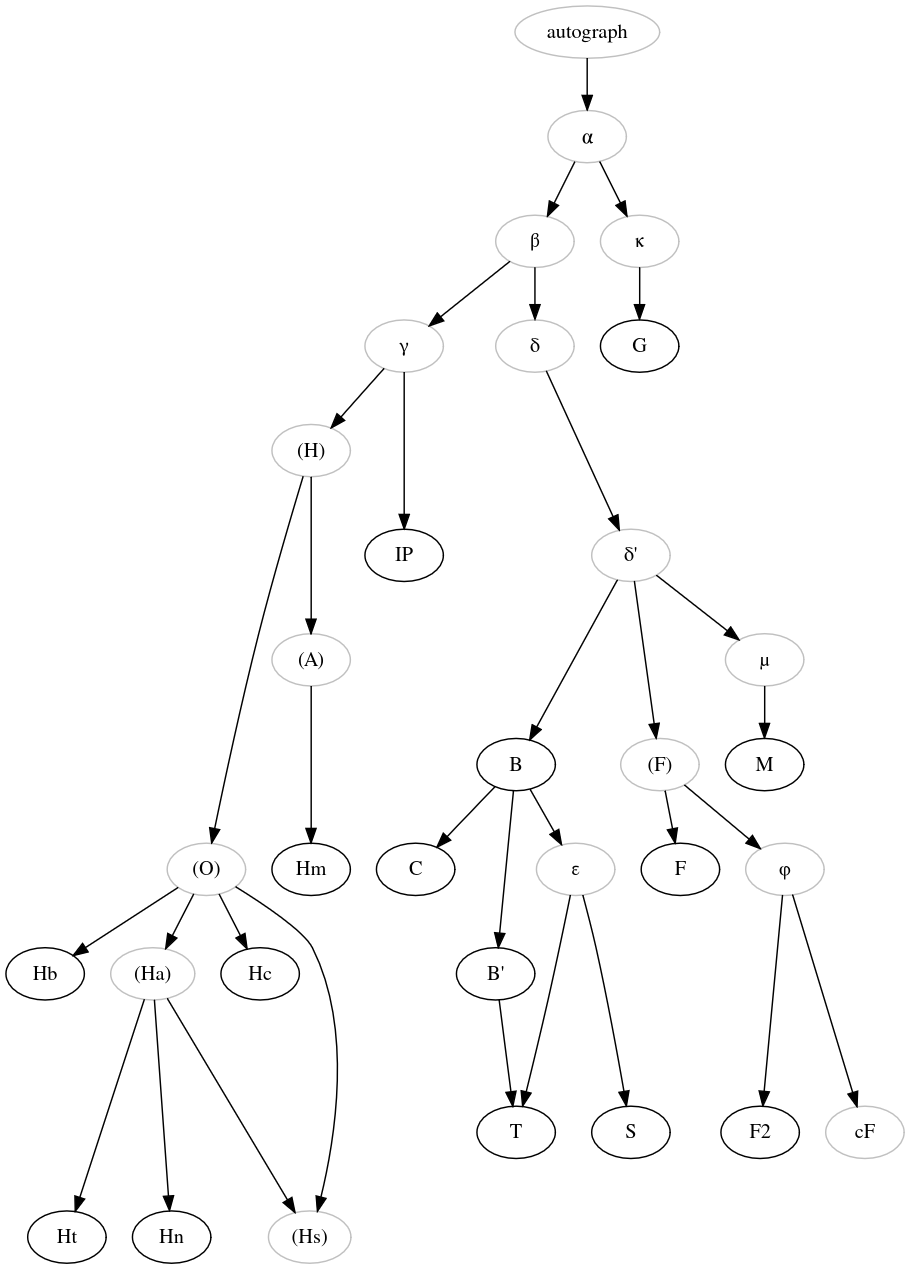 autograph
α
β κ
γ δ G
(H)
IP δ'
(A) μ
B (F) M
(O) Hm C ε F φ
Hb (Ha) Hc B'
T S F2 cF
Ht Hn (Hs)